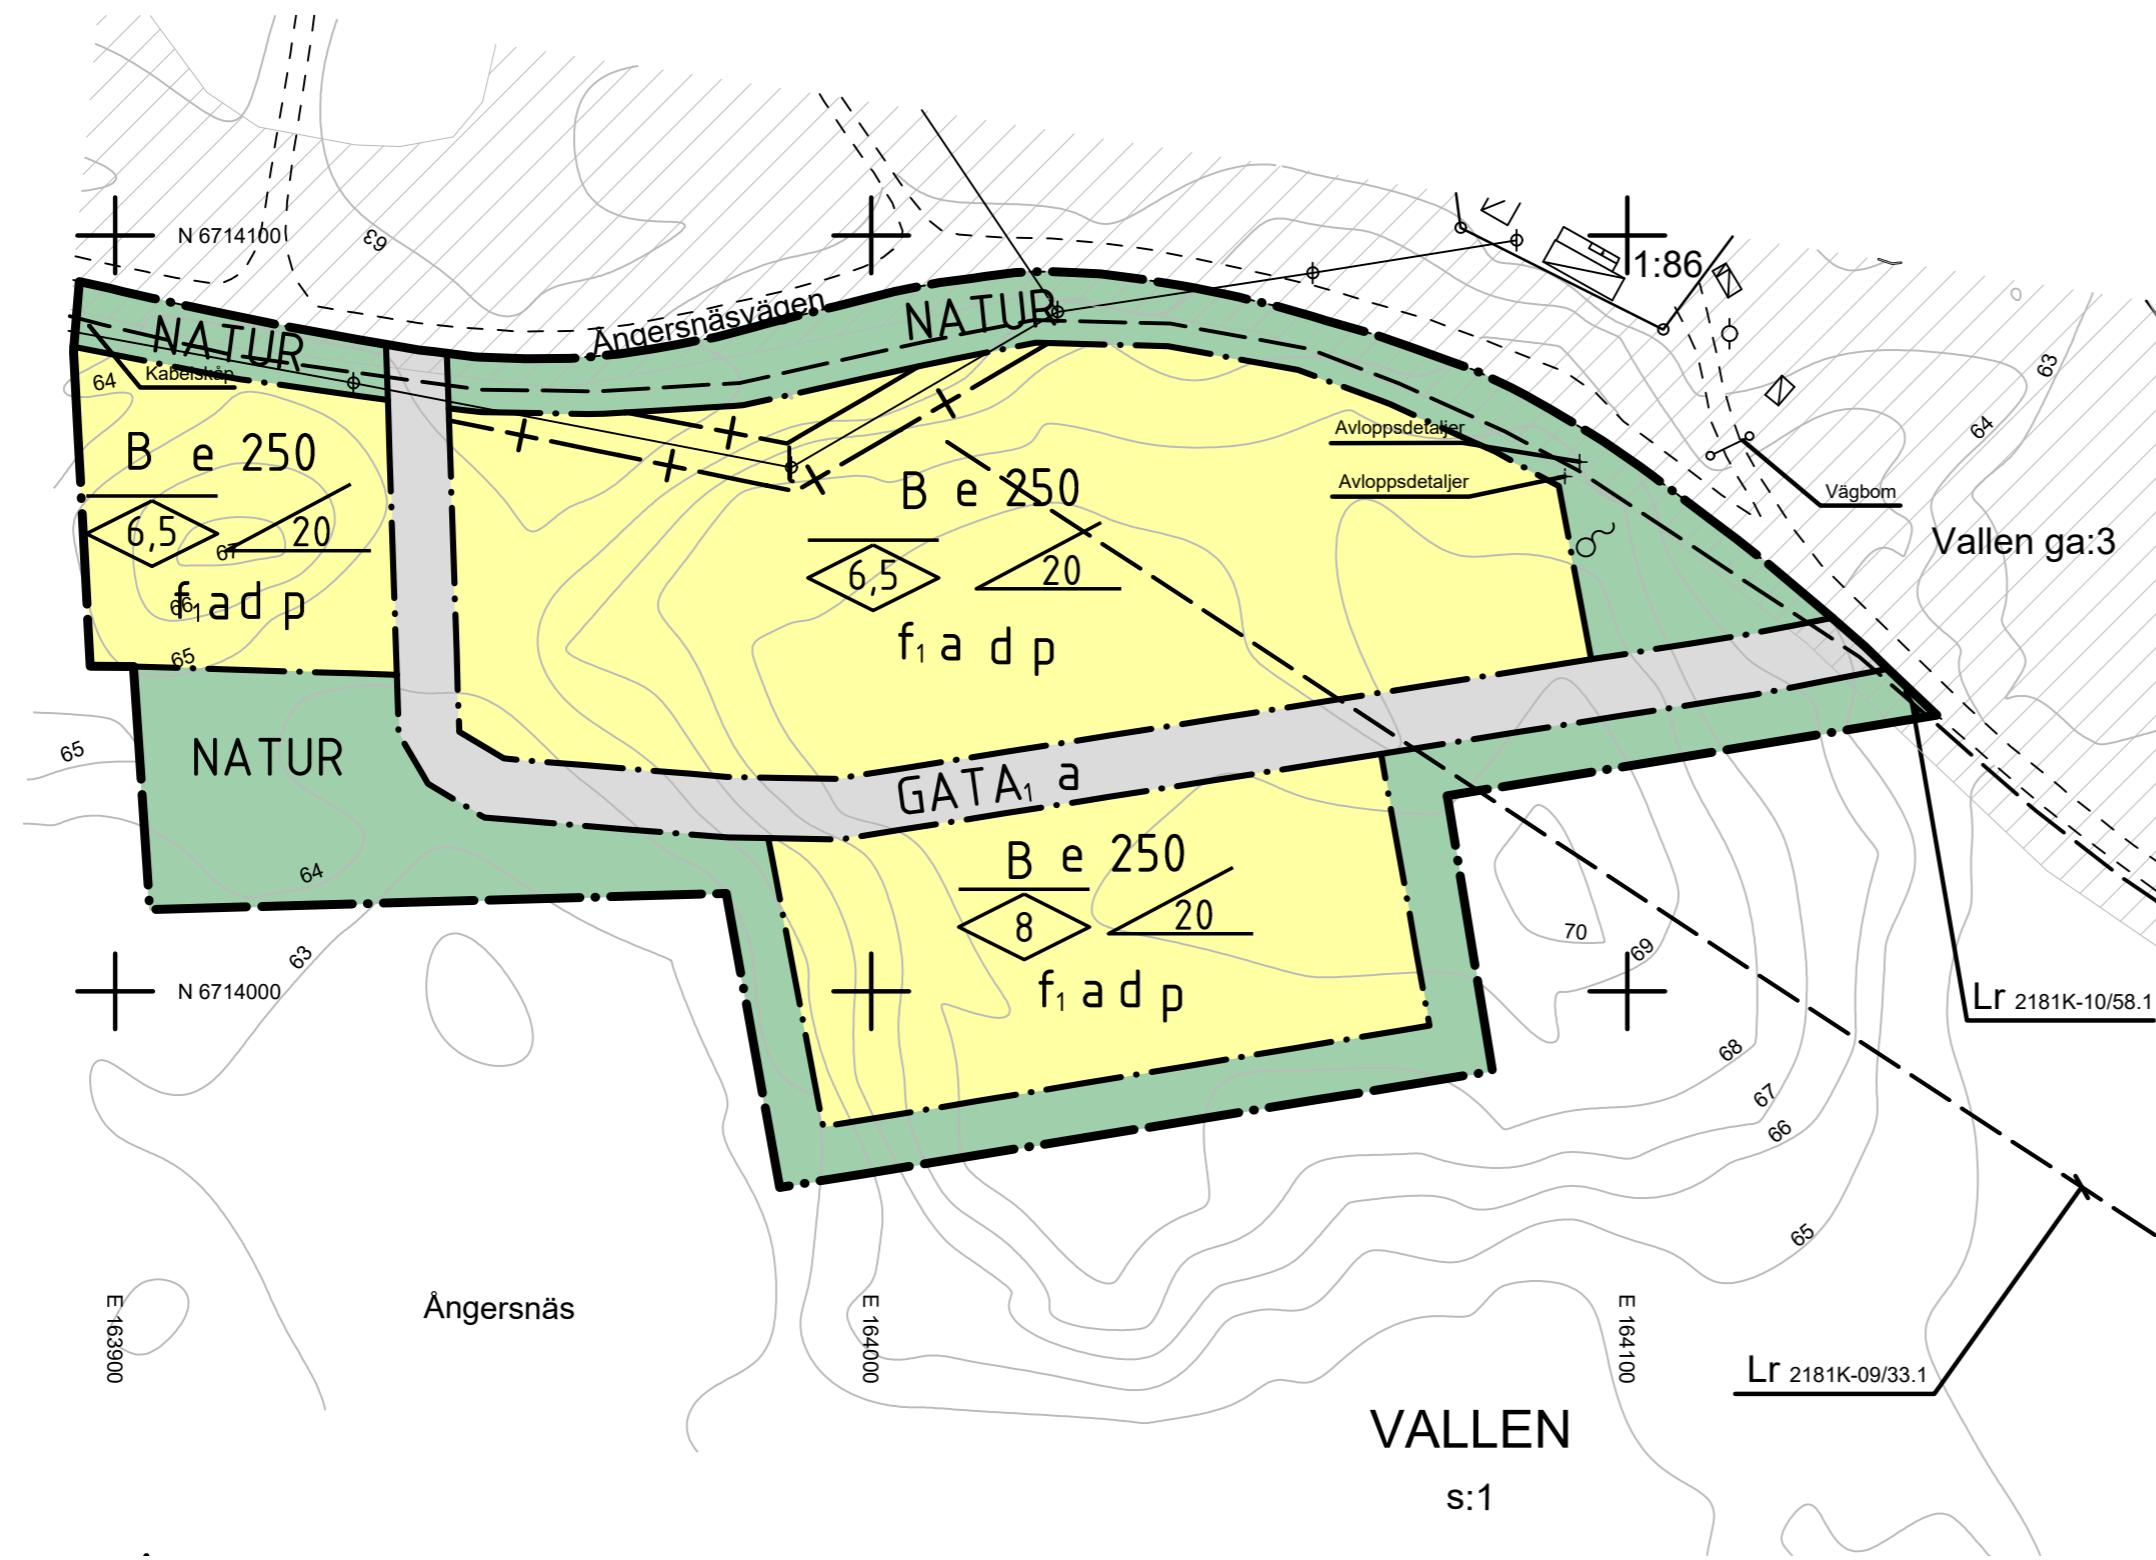 N 6714100
63
1:86
NATUR
Ångersnäsvägen
NATUR
63
64
Kabelskåp
Avloppsdetaljer
64
B e 250
Avloppsdetaljer
B e 250
Vägbom
6,5
67
20
6,5
20
Vallen ga:3
66
f1 a d p
f1 a d p
65
65
NATUR
GATA1 a
64
B e 250
8
20
70
69
63
N 6714000
f1 a d p
Lr 2181K-10/58.1
68
67
66
65
E 163900
Ångersnäs
E 164000
E 164100
Lr 2181K-09/33.1
VALLEN
s:1